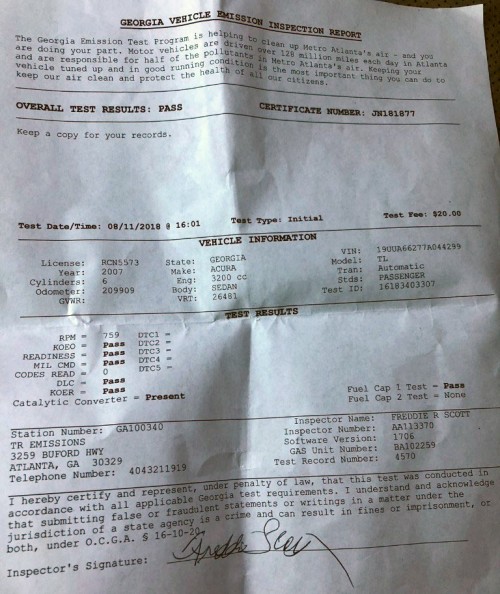 GEORGIA VEHICLE EMISSION INSPECTION REPORT
The Georgia Emission Test Program is helping to clean up Metro Atlanta's air - and you
are doing your part. Motor vehicles are driven over 128 million miles each day in Atlanta
and are responsible for half of the pollutants in Metro Atlanta's air. Keeping your
vehicle tuned up and in good running condition is the most important thing you can do to
keep our air clean and protect the health of all our citizens.
OVERALL TEST RESULTS: PASS CERTIFICATE NUMBER: JN181877
Keep a copy for your records.
Test Date/Time: 08/11/2018 @ 16:01 Test Type: Initial Test Fee: $20.00
VEHICLE INFORMATION
License: RCN5573 State: GEORGIA VIN: 19UUA66277A044299
Year: 2007 Make: ACURA Model: TL
Cylinders: 6 Eng: 3200 cc Tran: Automatic
Odometer: 209909 Body: SEDAN Stds: PASSENGER
GVWR: VRT: 26481 Test ID: 16183403307
TEST RESULTS
RPM = 759 DTC1 =
KOEO = Pass DTC2 =
READINESS = Pass DTC3 =
MIL CMD = Pass DTC4 =
CODES READ = 0 DTC5 =
DLC = Pass Fuel Cap 1 Test = Pass
KOER = Pass Fuel Cap 2 Test = None
Catalytic Converter = Present
Station Number: GA100340 Inspector Name: FREDDIE R SCOTT
TR EMISSIONS Inspector Number: AA113370
3259 BUFORD HWY Software Version: 1706
ATLANTA, GA 30329 GAS Unit Number: BA102259
Telephone Number: 4043211919 Test Record Number: 4570
I hereby certify and represent, under penalty of law, that this test was conducted in
accordance with all applicable Georgia test requirements. I understand and acknowledge
that submitting false or fraudulent statements or writings in a matter under the
jurisdiction of a state agency is a crime and can result in fines or imprisonment, or
both, under O.C.G.A. § 16-10-20.
Inspector's Signature: Freddie Scott